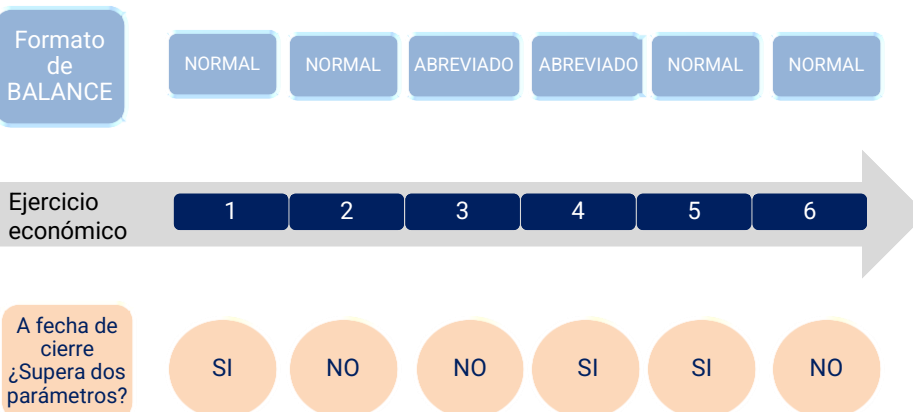 Formato
de
BALANCE
NORMAL
NORMAL
ABREVIADO
ABREVIADO
NORMAL
NORMAL
Ejercicio
económico
1
2
3
4
5
6
A fecha de
cierre
¿Supera dos
parámetros?
SI
NO
NO
SI
SI
NO